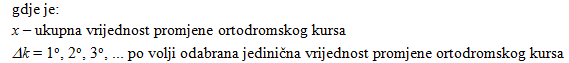 gdje je:
x – ukupna vrijednost promjene ortodromskog kursa
Δk = 1°, 2°, 3°, ... po volji odabrana jedinična vrijednost promjene ortodromskog kursa